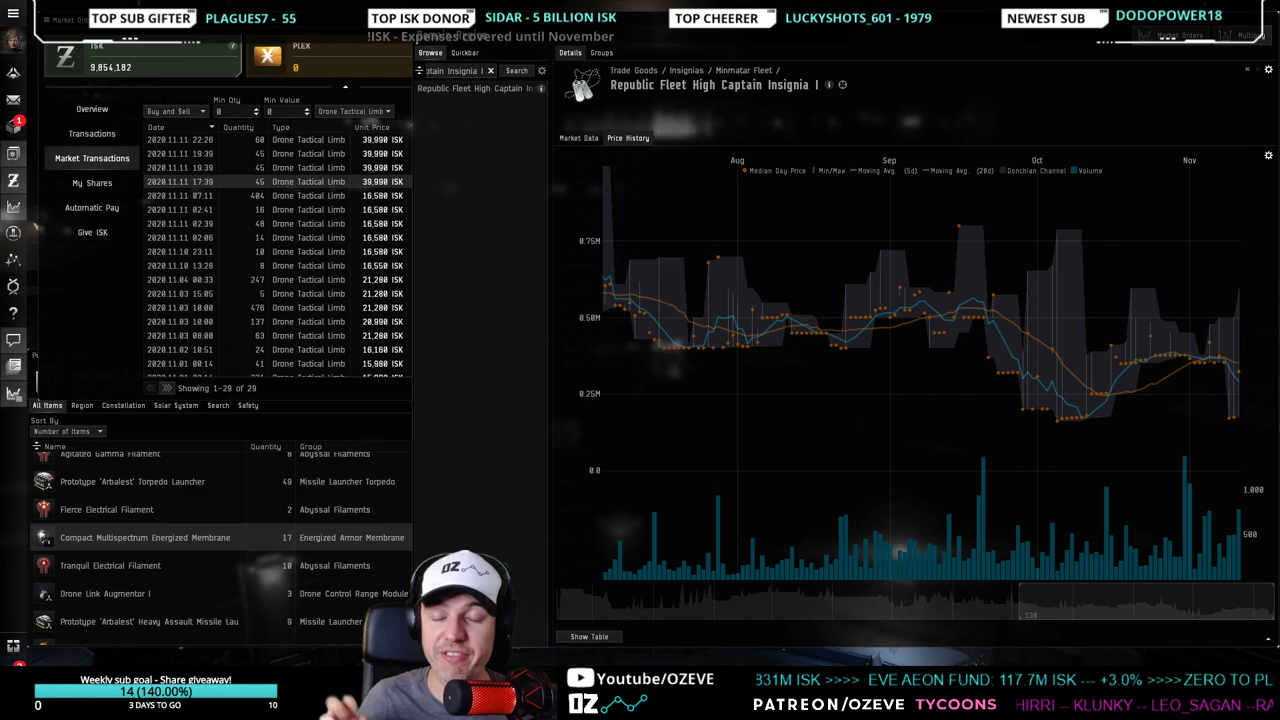 TOP SUB GIFTER PLAGUES7 - 55 TOP ISK DONOR SIDAR - 5 BILLION ISK TOP CHEERER LUCKYSHOTS_601 - 1979 NEWEST SUB DODOPOWER18
!ISK - Expenses covered until November
ISK
9,854,182
PLEX
0
Overview
Transactions
Market Transactions
My Shares
Automatic Pay
Give ISK
Min Qty Min Value
Buy and Sell 0 0 Drone Tactical Limb
Date Quantity Type Unit Price
2020.11.11 22:26 60 Drone Tactical Limb 39,990 ISK
2020.11.11 19:39 45 Drone Tactical Limb 39,990 ISK
2020.11.11 19:39 45 Drone Tactical Limb 39,990 ISK
2020.11.11 17:39 45 Drone Tactical Limb 39,990 ISK
2020.11.11 07:11 404 Drone Tactical Limb 16,580 ISK
2020.11.11 02:41 16 Drone Tactical Limb 16,580 ISK
2020.11.11 02:39 48 Drone Tactical Limb 16,580 ISK
2020.11.11 02:06 14 Drone Tactical Limb 16,580 ISK
2020.11.10 23:11 10 Drone Tactical Limb 16,580 ISK
2020.11.10 13:28 8 Drone Tactical Limb 16,550 ISK
2020.11.04 00:33 247 Drone Tactical Limb 21,280 ISK
2020.11.03 15:05 5 Drone Tactical Limb 21,280 ISK
2020.11.03 10:00 476 Drone Tactical Limb 21,280 ISK
2020.11.03 10:00 137 Drone Tactical Limb 20,990 ISK
2020.11.03 08:00 63 Drone Tactical Limb 21,280 ISK
2020.11.02 10:51 24 Drone Tactical Limb 16,160 ISK
2020.11.01 00:14 41 Drone Tactical Limb 15,980 ISK
Showing 1-29 of 29
All Items Region Constellation Solar System Search Safety
Sort By
Number of Items
Name Quantity Group
Agitated Gamma Filament 8 Abyssal Filaments
Prototype 'Arbalest' Torpedo Launcher 49 Missile Launcher Torpedo
Fierce Electrical Filament 2 Abyssal Filaments
Compact Multispectrum Energized Membrane 17 Energized Armor Membrane
Tranquil Electrical Filament 10 Abyssal Filaments
Drone Link Augmentor I 3 Drone Control Range Module
Prototype 'Arbalest' Heavy Assault Missile Lau 9 Missile Launcher
Browse Quickbar
otain Insignia I Search
Republic Fleet High Captain In
Details Groups
Trade Goods / Insignias / Minmatar Fleet /
Republic Fleet High Captain Insignia I
Market Data Price History
Aug Sep Oct Nov
Median Day Price Min/Max Moving Avg. (5d) Moving Avg. (20d) Donchian Channel Volume
0.75M
0.50M
0.25M
0.0
1,000
500
130
Show Table
OZ
Weekly sub goal - Share giveaway!
14 (140.00%)
0 3 DAYS TO GO 10
Youtube/OZEVE
831M ISK >>>> EVE AEON FUND: 117.7M ISK --- +3.0% >>>>ZERO TO PL
OZ PATREON/OZEVE TYCOONS HIRRI -- KLUNKY -- LEO_SAGAN --RA